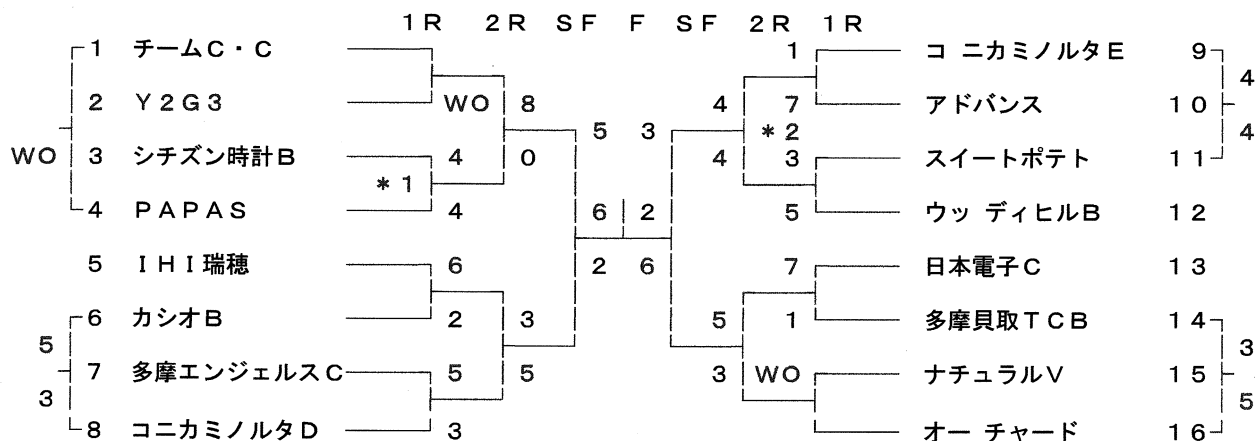 1R 2R SF F SF 2R 1R
1 チームC・C 1 コニカミノルタE 9
4
2 Y2G3 WO 8 4 7 アドバンス 10
5 3 *2 4
WO 3 シチズン時計B 4 0 4 3 スイートポテト 11
*1
4 PAPAS 4 6 2 5 ウッディヒルB 12
5 IHI瑞穂 6 2 6 7 日本電子C 13
6 カシオB 2 3 5 1 多摩貝取TCB 14
5 3
7 多摩エンジェルスC 5 5 3 WO ナチュラルV 15
3 5
8 コニカミノルタD 3 オーチャード 16